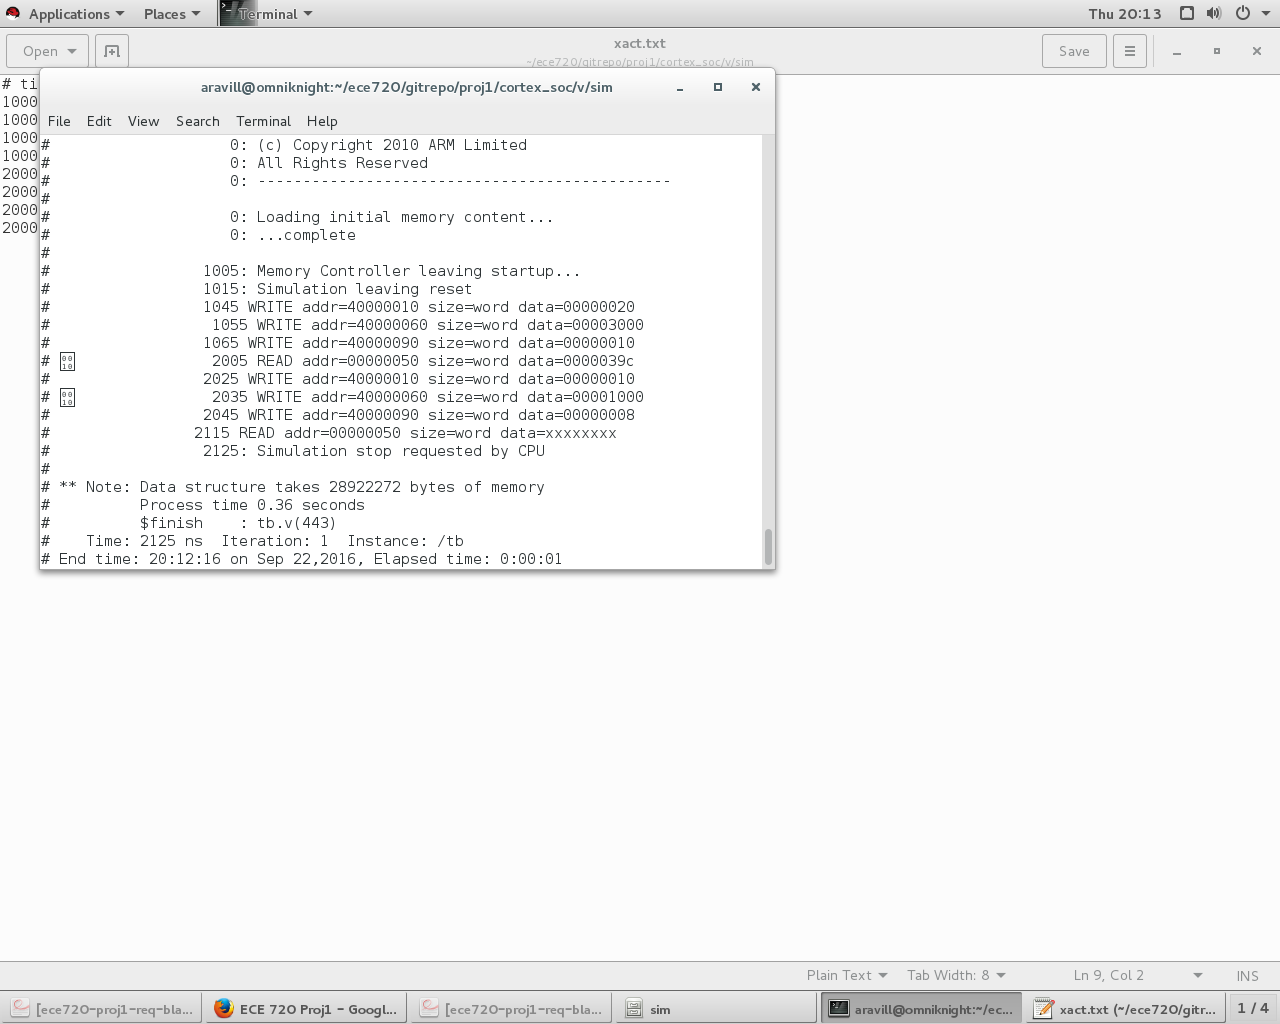 Applications Places Terminal Thu 20:13
Open xact.txt Save
~/ece720/gitrepo/proj1/cortex_soc/v/sim
# ti
1000
1000
1000
1000
2000
2000
2000
2000
aravill@omniknight:~/ece720/gitrepo/proj1/cortex_soc/v/sim
File Edit View Search Terminal Help
# 0: (c) Copyright 2010 ARM Limited
# 0: All Rights Reserved
# 0: ----------------------------------------------
#
# 0: Loading initial memory content...
# 0: ...complete
#
# 1005: Memory Controller leaving startup...
# 1015: Simulation leaving reset
# 1045 WRITE addr=40000010 size=word data=00000020
# 1055 WRITE addr=40000060 size=word data=00003000
# 1065 WRITE addr=40000090 size=word data=00000010
# 2005 READ addr=00000050 size=word data=0000039c
# 2025 WRITE addr=40000010 size=word data=00000010
# 2035 WRITE addr=40000060 size=word data=00001000
# 2045 WRITE addr=40000090 size=word data=00000008
# 2115 READ addr=00000050 size=word data=xxxxxxxx
# 2125: Simulation stop requested by CPU
#
# ** Note: Data structure takes 28922272 bytes of memory
# Process time 0.36 seconds
# $finish : tb.v(443)
# Time: 2125 ns Iteration: 1 Instance: /tb
# End time: 20:12:16 on Sep 22,2016, Elapsed time: 0:00:01
Plain Text Tab Width: 8 Ln 9, Col 2 INS
[ece720-proj1-req-bla... ECE 720 Proj1 - Googl... [ece720-proj1-req-bla... sim aravill@omniknight:~/ec... xact.txt (~/ece720/gitr... 1 / 4